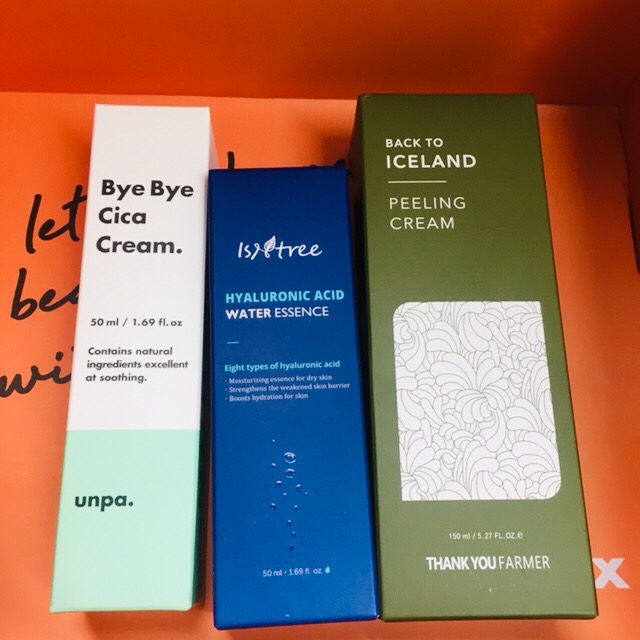 Bye Bye
Cica
Cream.
50 ml / 1.69 fl. oz
Contains natural
ingredients excellent
at soothing.
unpa.
Isntree
HYALURONIC ACID
WATER ESSENCE
Eight types of hyaluronic acid
· Moisturizing essence for dry skin
· Strengthens the weakened skin barrier
· Boosts hydration for skin
50 ml · 1.69 fl. oz.
BACK TO
ICELAND
PEELING
CREAM
150 ml / 5.27 FL.OZ.e
THANK YOU FARMER
let
x